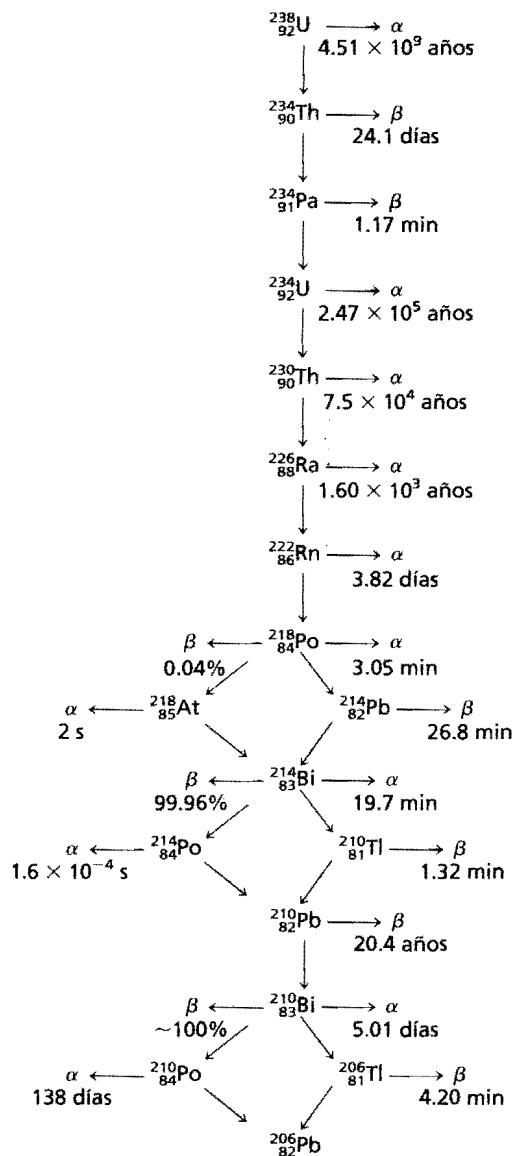 ²³⁸₉₂U → α
4.51 × 10⁹ años
²³⁴₉₀Th → β
24.1 días
²³⁴₉₁Pa → β
1.17 min
²³⁴₉₂U → α
2.47 × 10⁵ años
²³⁰₉₀Th → α
7.5 × 10⁴ años
²²⁶₈₈Ra → α
1.60 × 10³ años
²²²₈₆Rn → α
3.82 días
β ← ²¹⁸₈₄Po → α
0.04% 3.05 min
α ← ²¹⁸₈₅At ²¹⁴₈₂Pb → β
2 s 26.8 min
β ← ²¹⁴₈₃Bi → α
99.96% 19.7 min
α ← ²¹⁴₈₄Po ²¹⁰₈₁Tl → β
1.6 × 10⁻⁴ s 1.32 min
²¹⁰₈₂Pb → β
20.4 años
β ← ²¹⁰₈₃Bi → α
~100% 5.01 días
α ← ²¹⁰₈₄Po ²⁰⁶₈₁Tl → β
138 días 4.20 min
²⁰⁶₈₂Pb